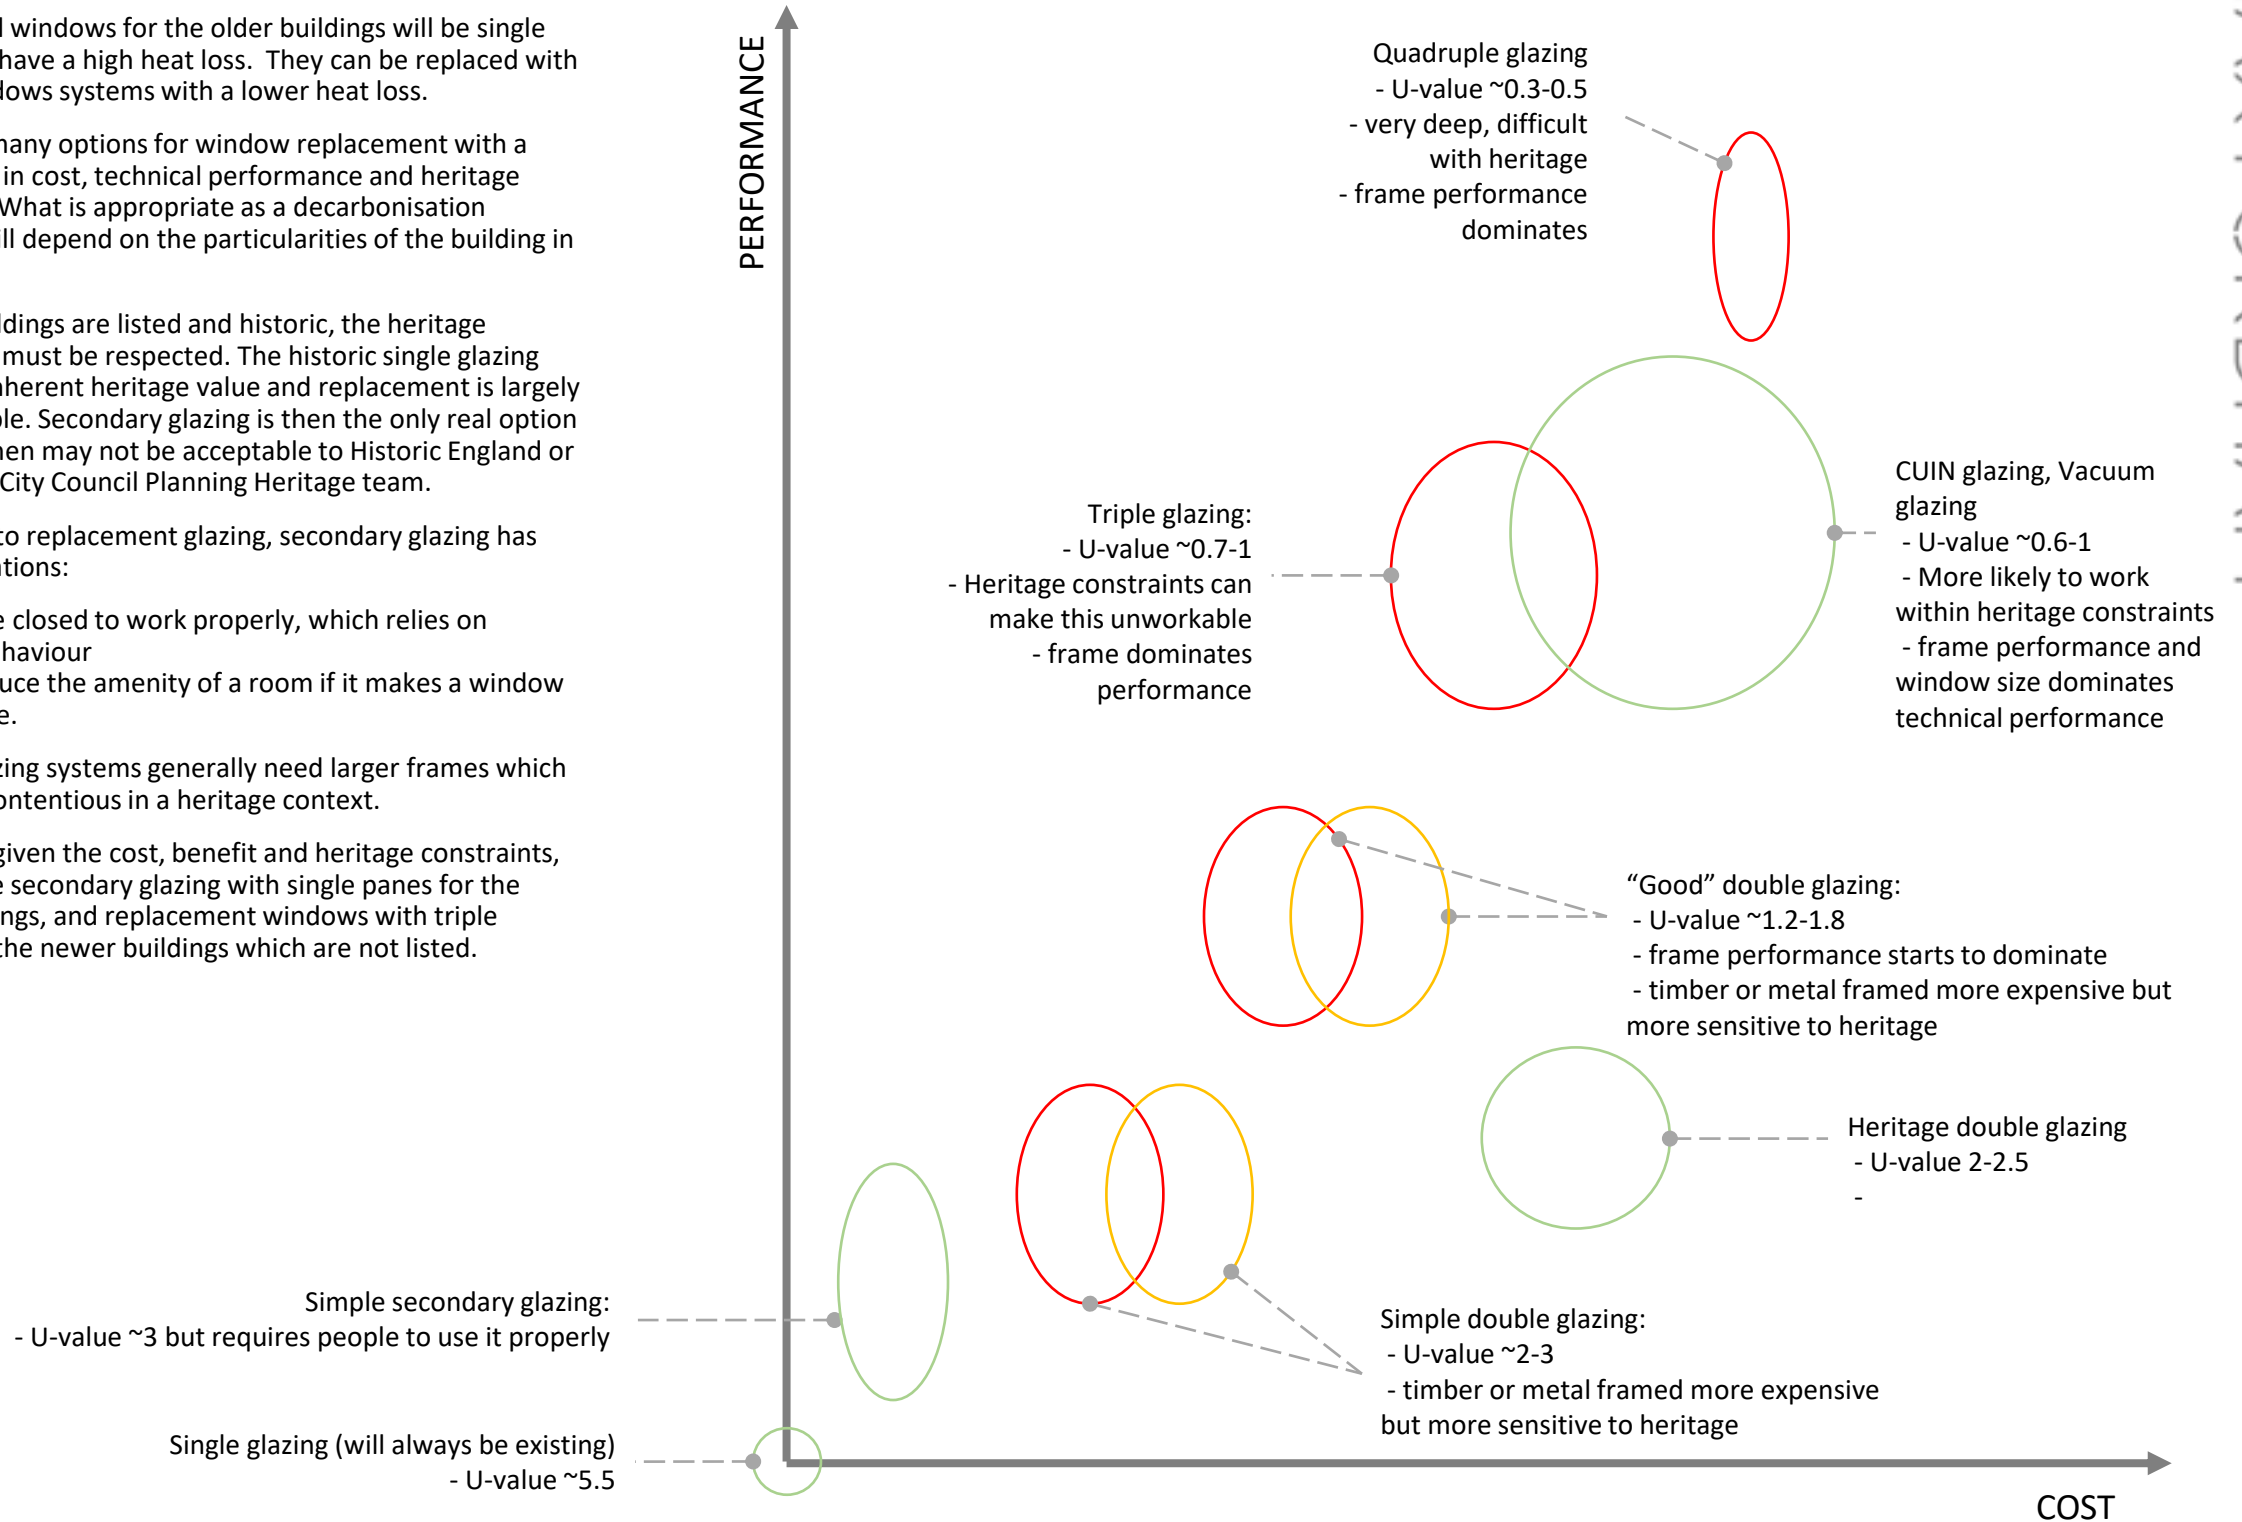 l windows for the older buildings will be single
have a high heat loss. They can be replaced with
dows systems with a lower heat loss.
many options for window replacement with a
in cost, technical performance and heritage
What is appropriate as a decarbonisation
ill depend on the particularities of the building in
ldings are listed and historic, the heritage
must be respected. The historic single glazing
nherent heritage value and replacement is largely
ble. Secondary glazing is then the only real option
hen may not be acceptable to Historic England or
City Council Planning Heritage team.
to replacement glazing, secondary glazing has
ations:
e closed to work properly, which relies on
haviour
uce the amenity of a room if it makes a window
e.
zing systems generally need larger frames which
ontentious in a heritage context.
given the cost, benefit and heritage constraints,
e secondary glazing with single panes for the
ings, and replacement windows with triple
the newer buildings which are not listed.
PERFORMANCE
Quadruple glazing
- U-value ~0.3-0.5
- very deep, difficult
with heritage
- frame performance
dominates
Triple glazing:
- U-value ~0.7-1
- Heritage constraints can
make this unworkable
- frame dominates
performance
CUIN glazing, Vacuum
glazing
- U-value ~0.6-1
- More likely to work
within heritage constraints
- frame performance and
window size dominates
technical performance
"Good" double glazing:
- U-value ~1.2-1.8
- frame performance starts to dominate
- timber or metal framed more expensive but
more sensitive to heritage
Heritage double glazing
- U-value 2-2.5
-
Simple secondary glazing:
- U-value ~3 but requires people to use it properly
Simple double glazing:
- U-value ~2-3
- timber or metal framed more expensive
but more sensitive to heritage
Single glazing (will always be existing)
- U-value ~5.5
COST